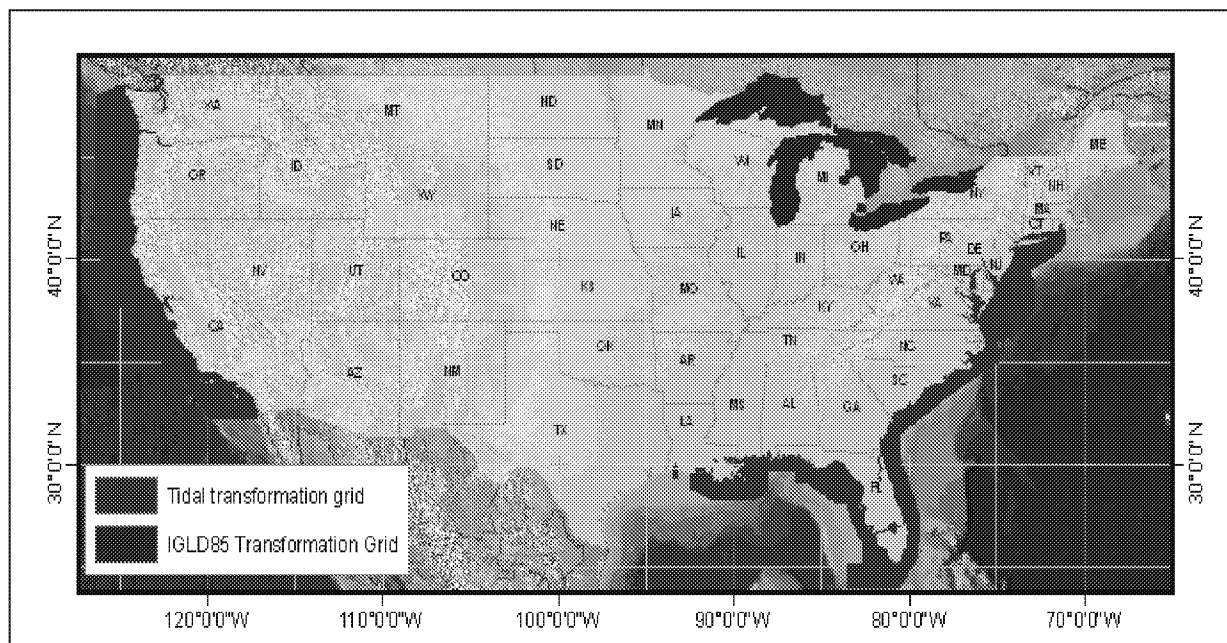 WA
MT
ND
MN
ME
OR
ID
SD
WI
MI
VT
NH
NY
MA
CT
WY
NE
IA
IL
IN
OH
PA
DE
NJ
MD
NV
UT
CO
KS
MO
KY
VA
CA
OK
TN
NC
AR
SC
AZ
NM
MS
AL
GA
LA
TX
FL
40°0'0"N
40°0'0"N
30°0'0"N
30°0'0"N
Tidal transformation grid
IGLD85 Transformation Grid
120°0'0"W
110°0'0"W
100°0'0"W
90°0'0"W
80°0'0"W
70°0'0"W